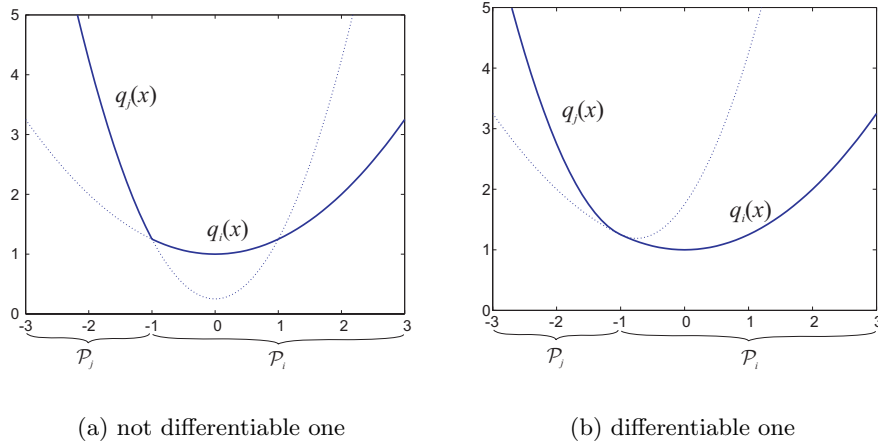 5
4
3
2
1
0
-3 -2 -1 0 1 2 3
q_j(x)
q_i(x)
𝒫_j 𝒫_i
(a) not differentiable one
5
4
3
2
1
0
-3 -2 -1 0 1 2 3
q_j(x)
q_i(x)
𝒫_j 𝒫_i
(b) differentiable one